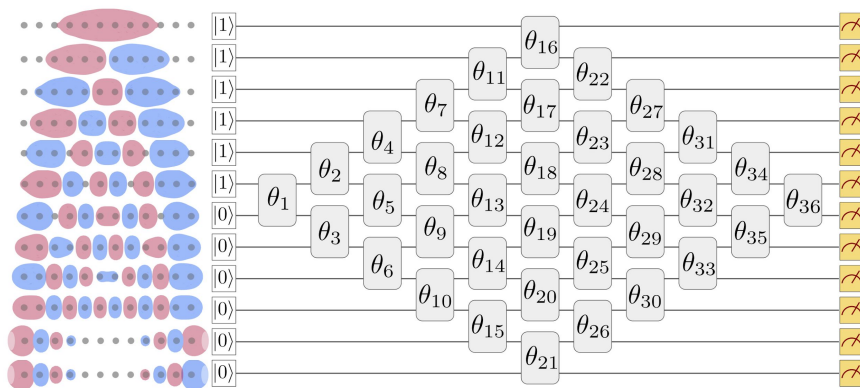 |1⟩
θ₁₆
|1⟩
θ₁₁ θ₂₂
|1⟩
θ₇ θ₁₇ θ₂₇
|1⟩
θ₄ θ₁₂ θ₂₃ θ₃₁
|1⟩
θ₂ θ₈ θ₁₈ θ₂₈ θ₃₄
|1⟩
θ₁ θ₅ θ₁₃ θ₂₄ θ₃₂ θ₃₆
|0⟩
θ₃ θ₉ θ₁₉ θ₂₉ θ₃₅
|0⟩
θ₆ θ₁₄ θ₂₅ θ₃₃
|0⟩
θ₁₀ θ₂₀ θ₃₀
|0⟩
θ₁₅ θ₂₆
|0⟩
θ₂₁
|0⟩